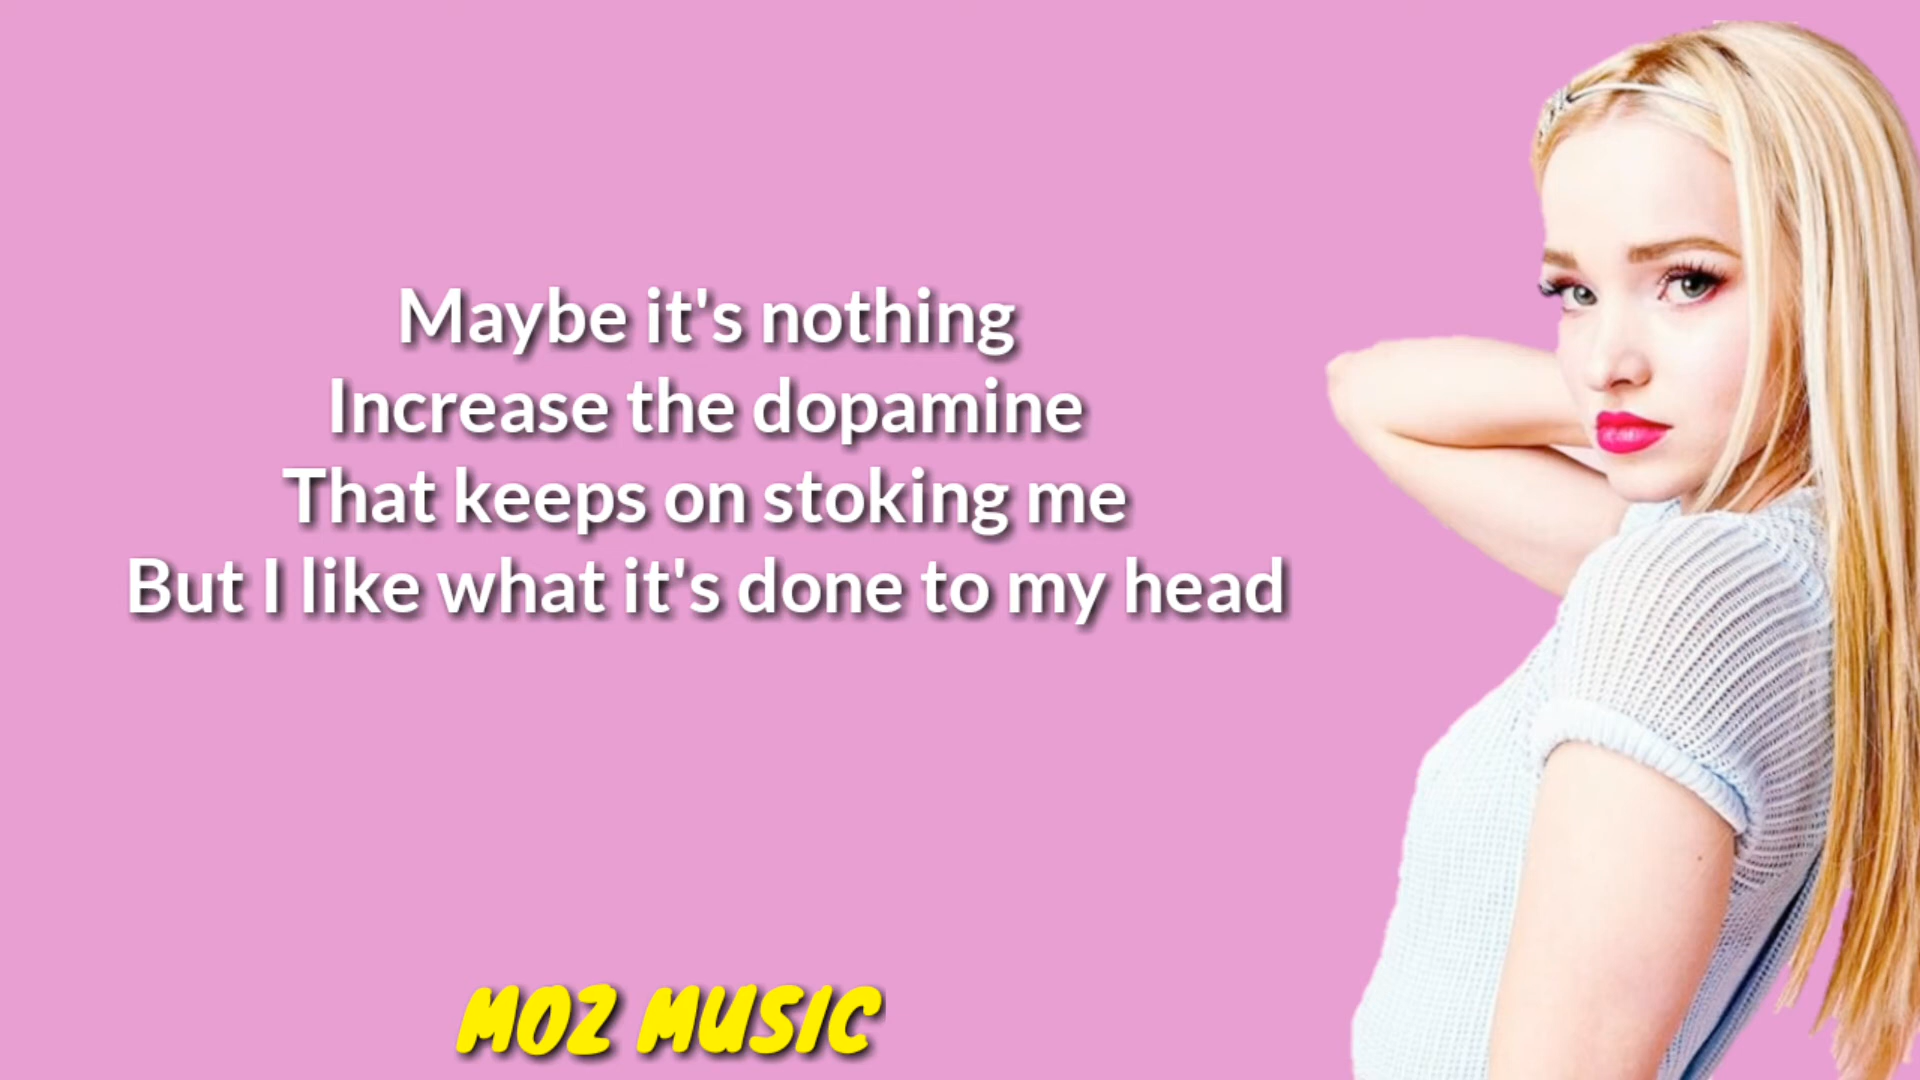 Maybe it's nothing
Increase the dopamine
That keeps on stoking me
But I like what it's done to my head
MOZ MUSIC